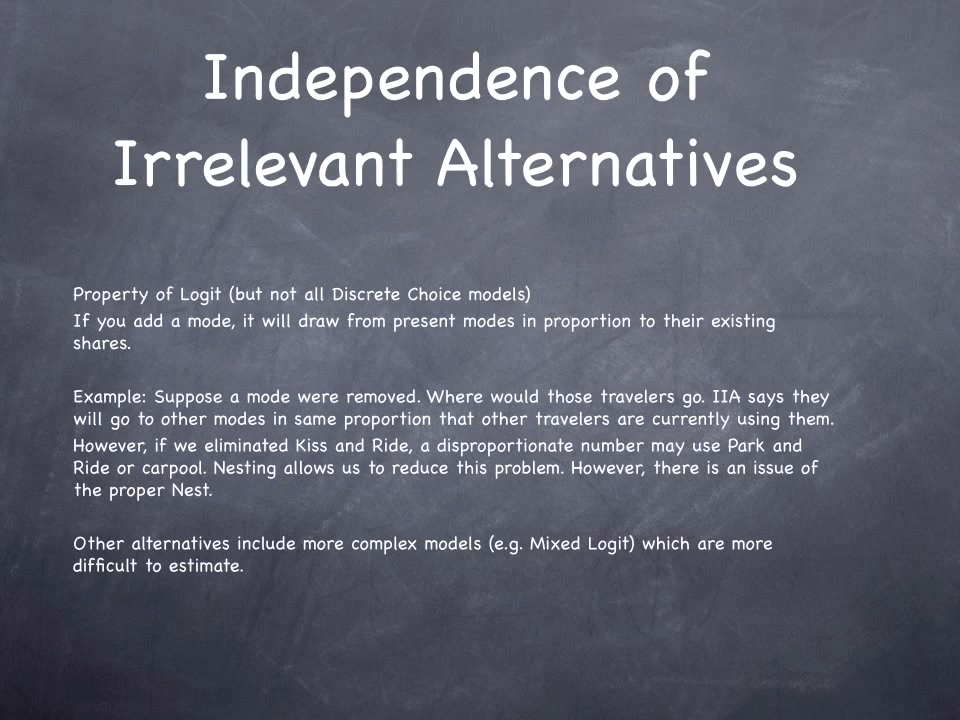 Independence of
Irrelevant Alternatives
Property of Logit (but not all Discrete Choice models)
If you add a mode, it will draw from present modes in proportion to their existing
shares.
Example: Suppose a mode were removed. Where would those travelers go. IIA says they
will go to other modes in same proportion that other travelers are currently using them.
However, if we eliminated Kiss and Ride, a disproportionate number may use Park and
Ride or carpool. Nesting allows us to reduce this problem. However, there is an issue of
the proper Nest.
Other alternatives include more complex models (e.g. Mixed Logit) which are more
difficult to estimate.